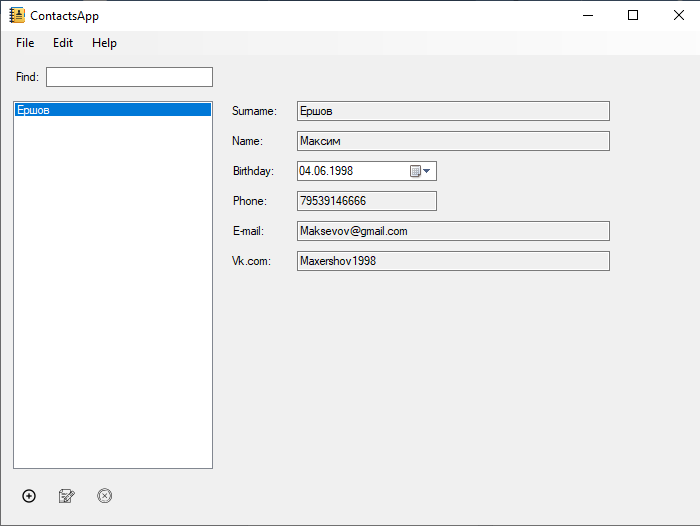 ContactsApp
File Edit Help
Find:
Ершов
Surname: Ершов
Name: Максим
Birthday: 04.06.1998
Phone: 79539146666
E-mail: Maksevov@gmail.com
Vk.com: Maxershov1998